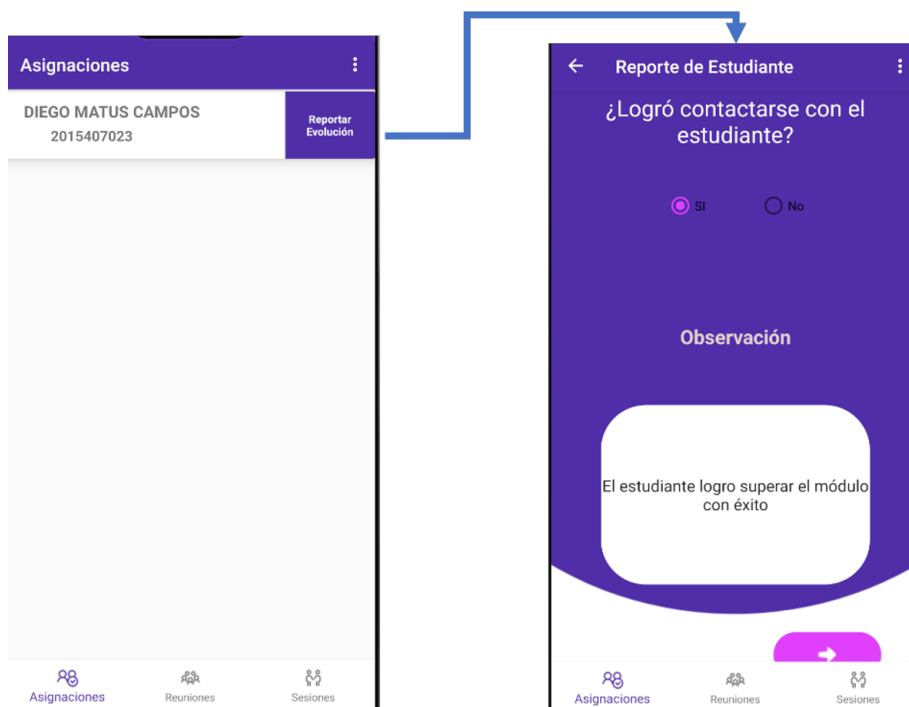 Asignaciones
DIEGO MATUS CAMPOS
2015407023
Reportar
Evolución
Asignaciones
Reuniones
Sesiones
Reporte de Estudiante
¿Logró contactarse con el
estudiante?
SI
No
Observación
El estudiante logro superar el módulo
con éxito
Asignaciones
Reuniones
Sesiones